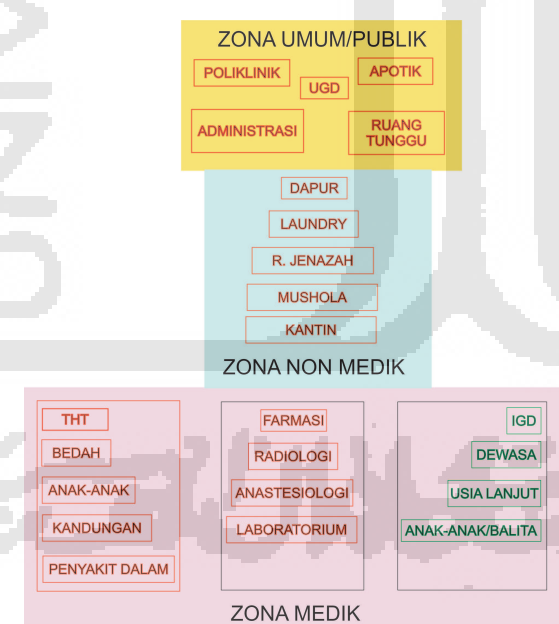 ZONA UMUM/PUBLIK
POLIKLINIK
UGD
APOTIK
ADMINISTRASI
RUANG
TUNGGU
DAPUR
LAUNDRY
R. JENAZAH
MUSHOLA
KANTIN
ZONA NON MEDIK
THT
BEDAH
ANAK-ANAK
KANDUNGAN
PENYAKIT DALAM
FARMASI
RADIOLOGI
ANASTESIOLOGI
LABORATORIUM
IGD
DEWASA
USIA LANJUT
ANAK-ANAK/BALITA
ZONA MEDIK